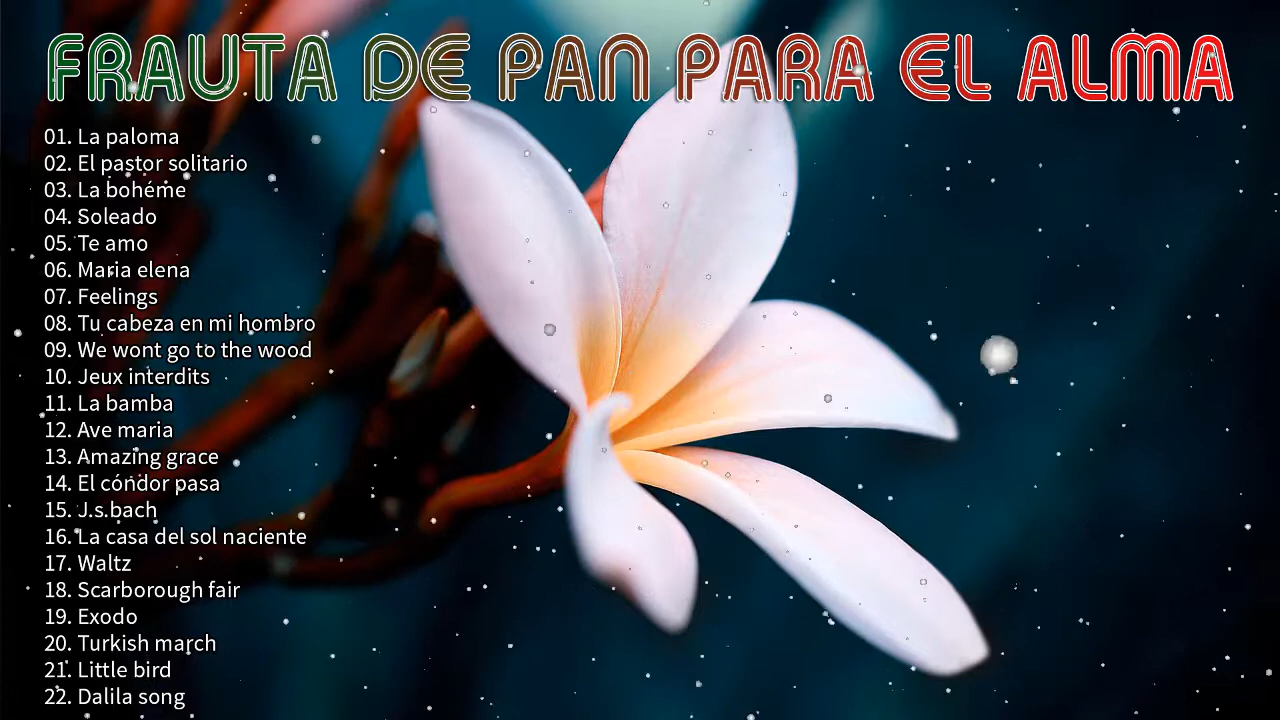 FRAUTA DE PAN PARA EL ALMA
01. La paloma
02. El pastor solitario
03. La bohéme
04. Soleado
05. Te amo
06. Maria elena
07. Feelings
08. Tu cabeza en mi hombro
09. We wont go to the wood
10. Jeux interdits
11. La bamba
12. Ave maria
13. Amazing grace
14. El cóndor pasa
15. J.s.bach
16. La casa del sol naciente
17. Waltz
18. Scarborough fair
19. Exodo
20. Turkish march
21. Little bird
22. Dalila song